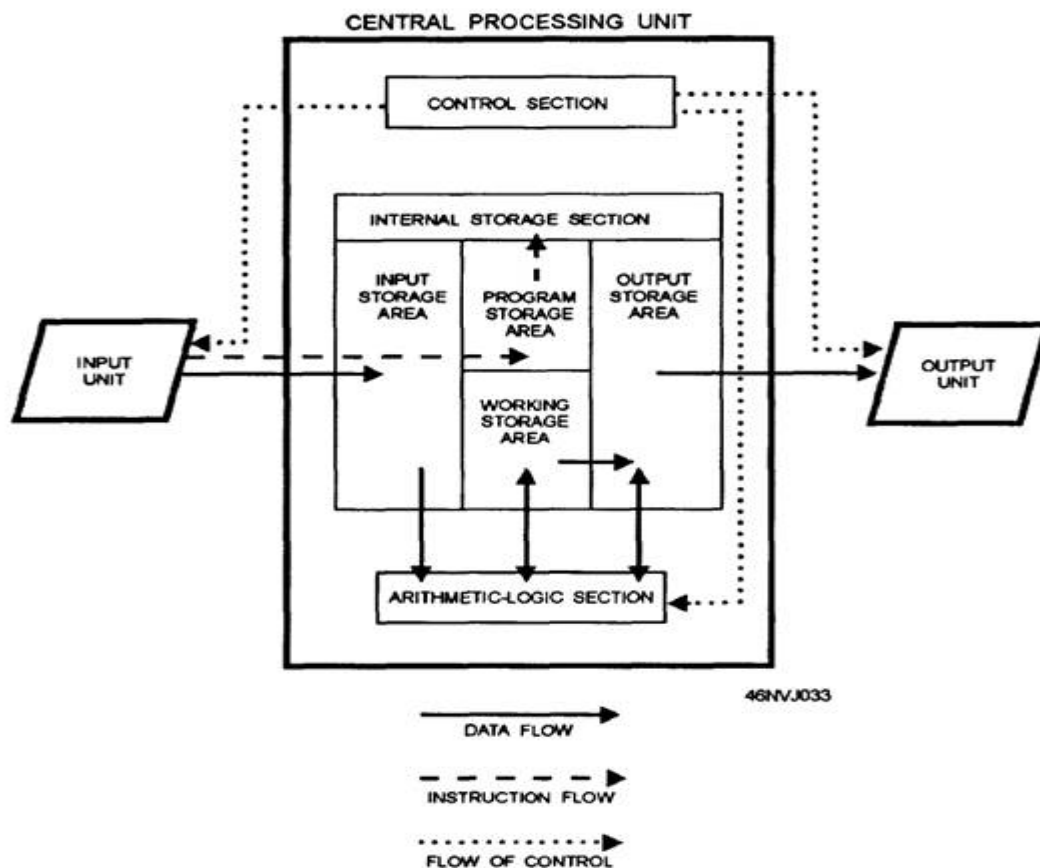 CENTRAL PROCESSING UNIT
CONTROL SECTION
INTERNAL STORAGE SECTION
INPUT
STORAGE
AREA
PROGRAM
STORAGE
AREA
OUTPUT
STORAGE
AREA
WORKING
STORAGE
AREA
INPUT
UNIT
OUTPUT
UNIT
ARITHMETIC-LOGIC SECTION
46NVJ033
DATA FLOW
INSTRUCTION FLOW
FLOW OF CONTROL